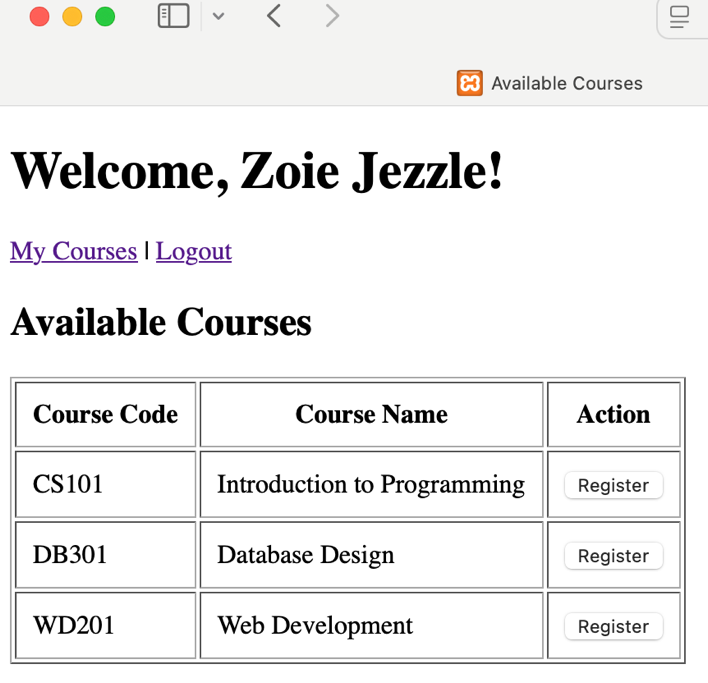 Available Courses
Welcome, Zoie Jezzle!
My Courses | Logout
Available Courses
Course Code Course Name Action
CS101 Introduction to Programming Register
DB301 Database Design Register
WD201 Web Development Register